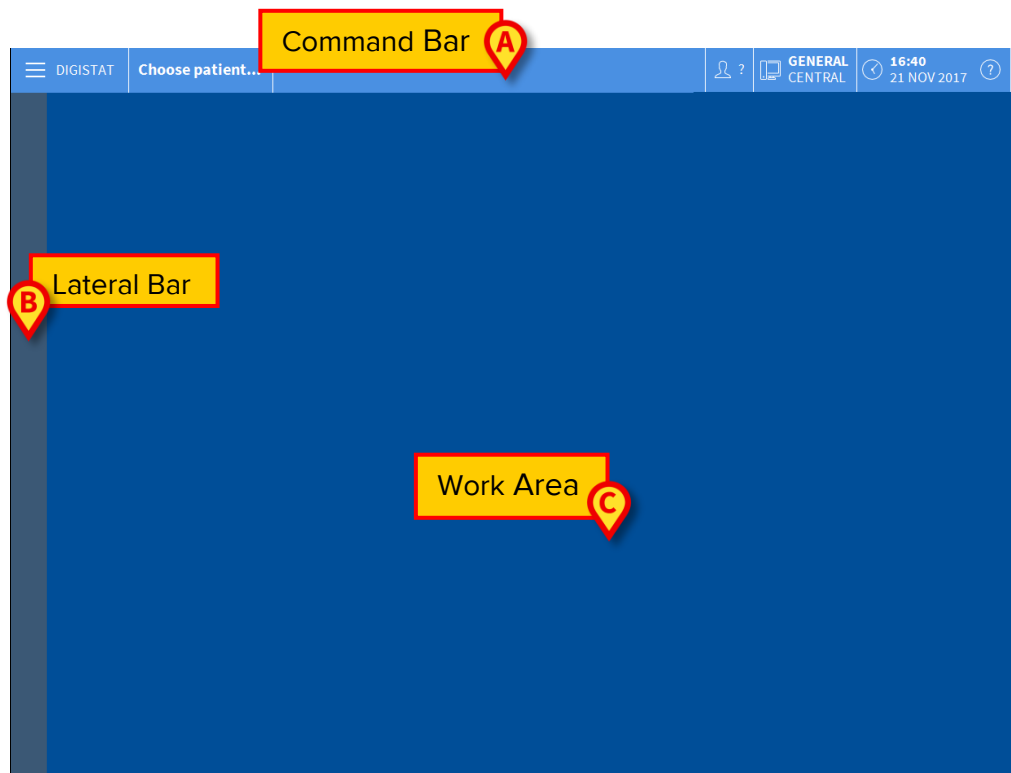 Command Bar
A
DIGISTAT
Choose patient...
?
GENERAL
CENTRAL
16:40
21 NOV 2017
?
Lateral Bar
B
Work Area
C